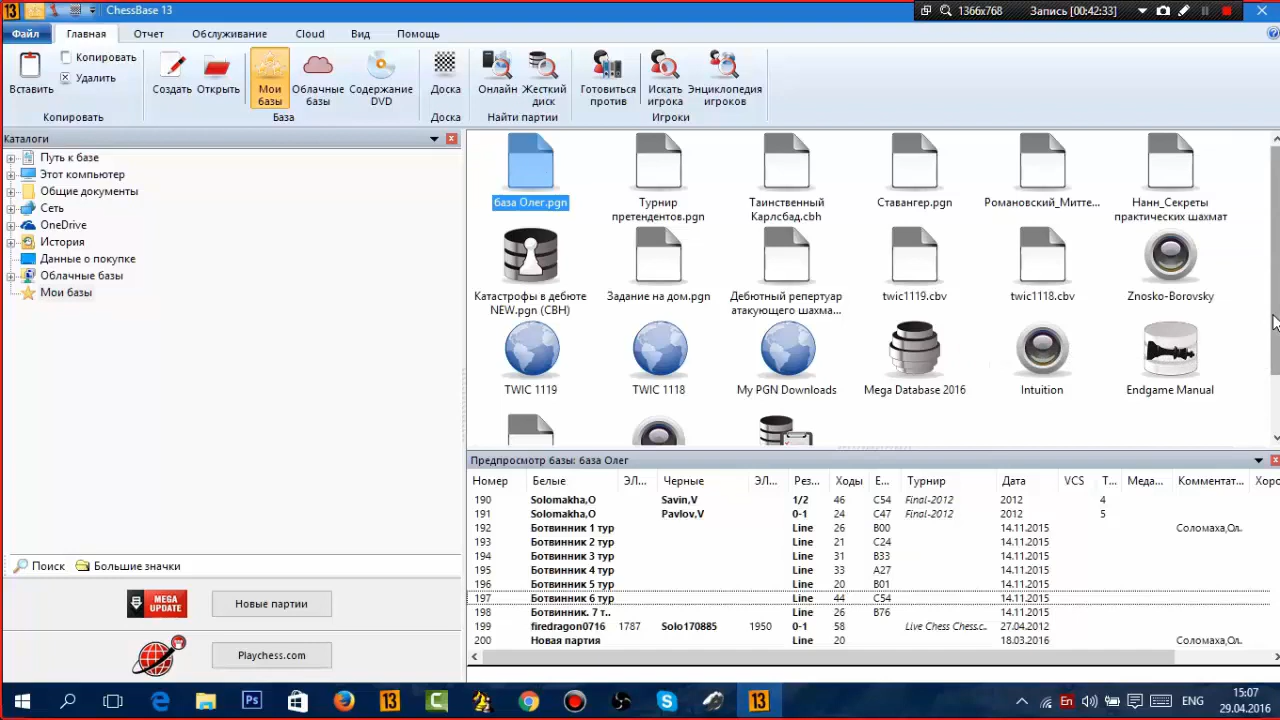 ChessBase 13
1366x768 Запись [00:42:33]
Файл Главная Отчет Обслуживание Cloud Вид Помощь
Вставить
Копировать
Удалить
Копировать
Создать Открыть Мои базы Облачные базы Содержание DVD
База
Доска
Доска
Онлайн Жесткий диск
Найти партии
Готовиться против Искать игрока Энциклопедия игроков
Игроки
Каталоги
Путь к базе
Этот компьютер
Общие документы
Сеть
OneDrive
История
Данные о покупке
Облачные базы
Мои базы
Поиск Большие значки
MEGA UPDATE
Новые партии
Playchess.com
база Олег.pgn
Турнир претендентов.pgn
Таинственный Карлсбад.cbh
Ставангер.pgn
Романовский_Митте...
Нанн_Секреты практических шахмат
Катастрофы в дебюте NEW.pgn (CBH)
Задание на дом.pgn
Дебютный репертуар атакующего шахма...
twic1119.cbv
twic1118.cbv
Znosko-Borovsky
TWIC 1119
TWIC 1118
My PGN Downloads
Mega Database 2016
Intuition
Endgame Manual
Предпросмотр базы: база Олег
Номер Белые ЭЛ... Черные ЭЛ... Рез... Ходы E... Турнир Дата VCS Т... Меда... Комментат... Хоро
190 Solomakha,O Savin,V 1/2 46 C54 Final-2012 2012 4
191 Solomakha,O Pavlov,V 0-1 24 C47 Final-2012 2012 5
192 Ботвинник 1 тур Line 26 B00 14.11.2015 Соломаха,Ол..
193 Ботвинник 2 тур Line 21 C24 14.11.2015
194 Ботвинник 3 тур Line 31 B33 14.11.2015
195 Ботвинник 4 тур Line 33 A27 14.11.2015
196 Ботвинник 5 тур Line 20 B01 14.11.2015
197 Ботвинник 6 тур Line 44 C54 14.11.2015
198 Ботвинник. 7 т.. Line 26 B76 14.11.2015
199 firedragon0716 1787 Solo170885 1950 0-1 58 Live Chess Chess.c.. 27.04.2012
200 Новая партия Line 20 18.03.2016 Соломаха,Ол..
En ENG 15:07
29.04.2016